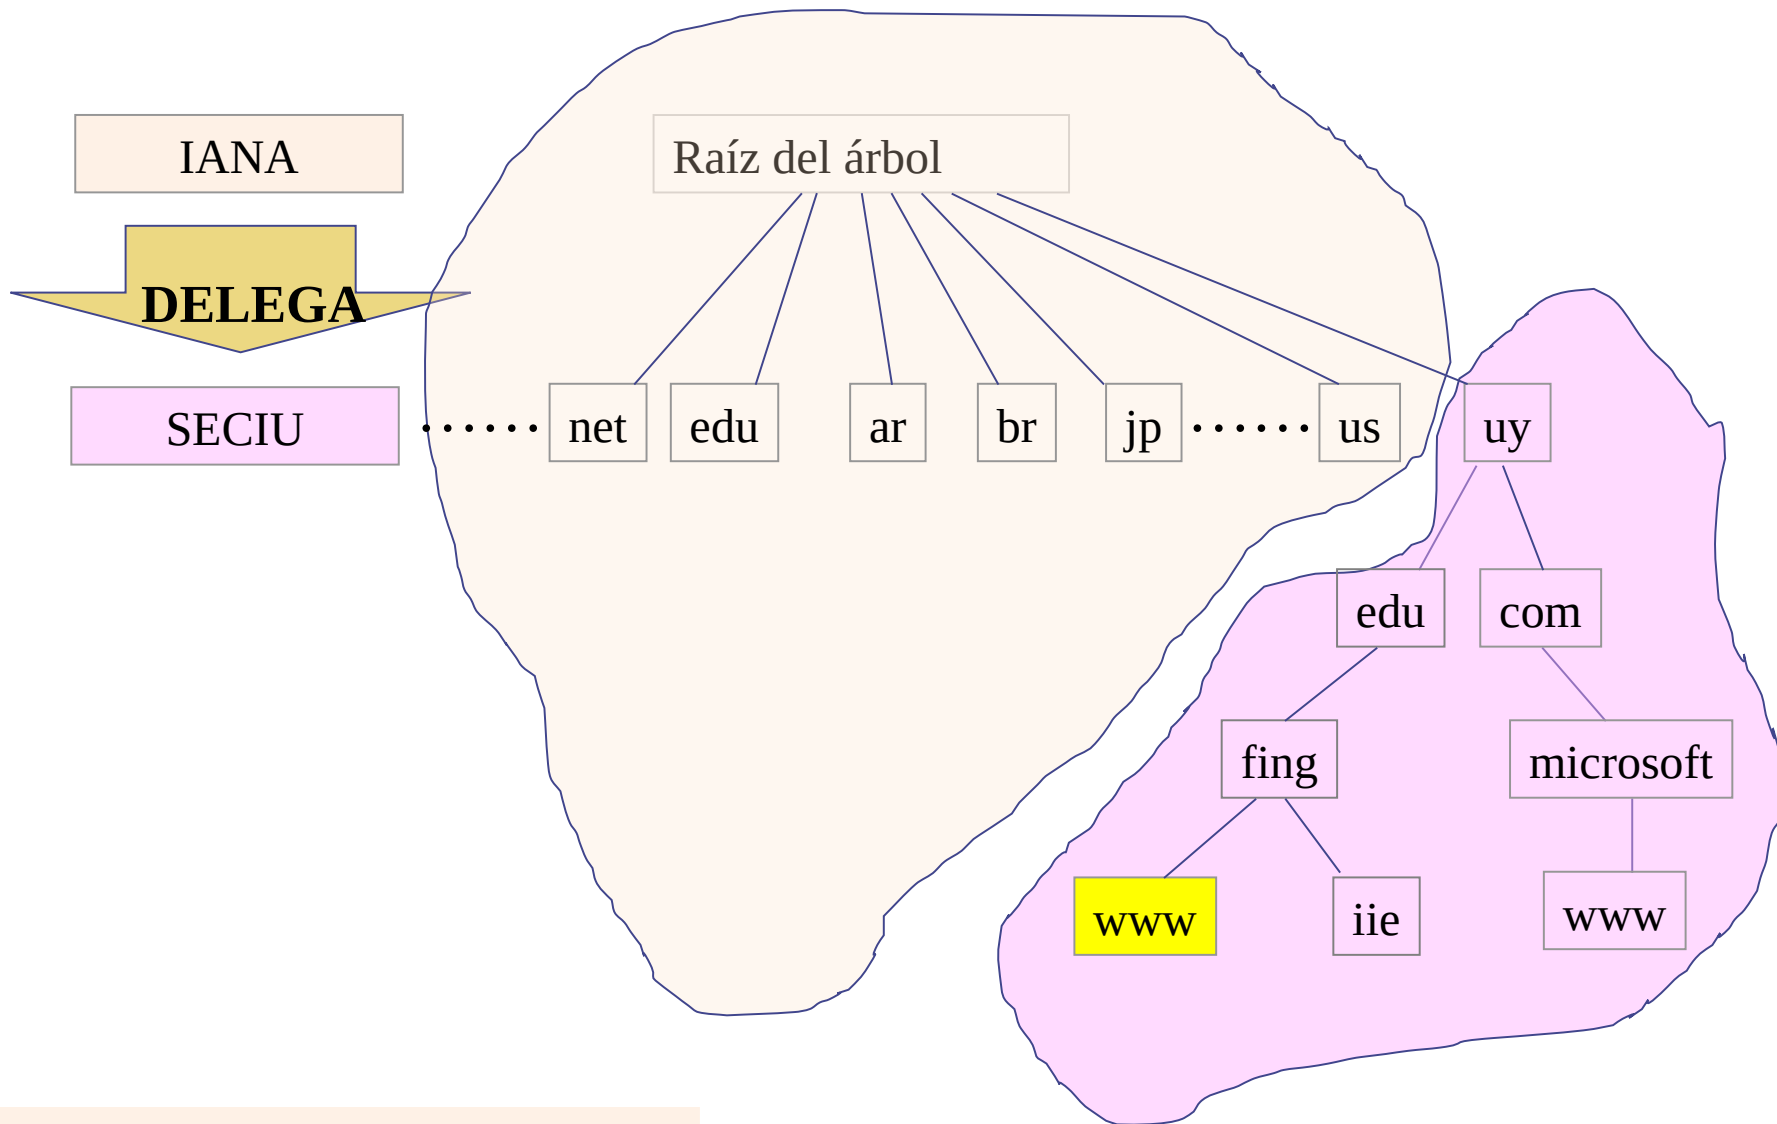 IANA
Raíz del árbol
DELEGA
SECIU
...... net edu ar br jp ...... us uy
edu com
fing microsoft
www iie www